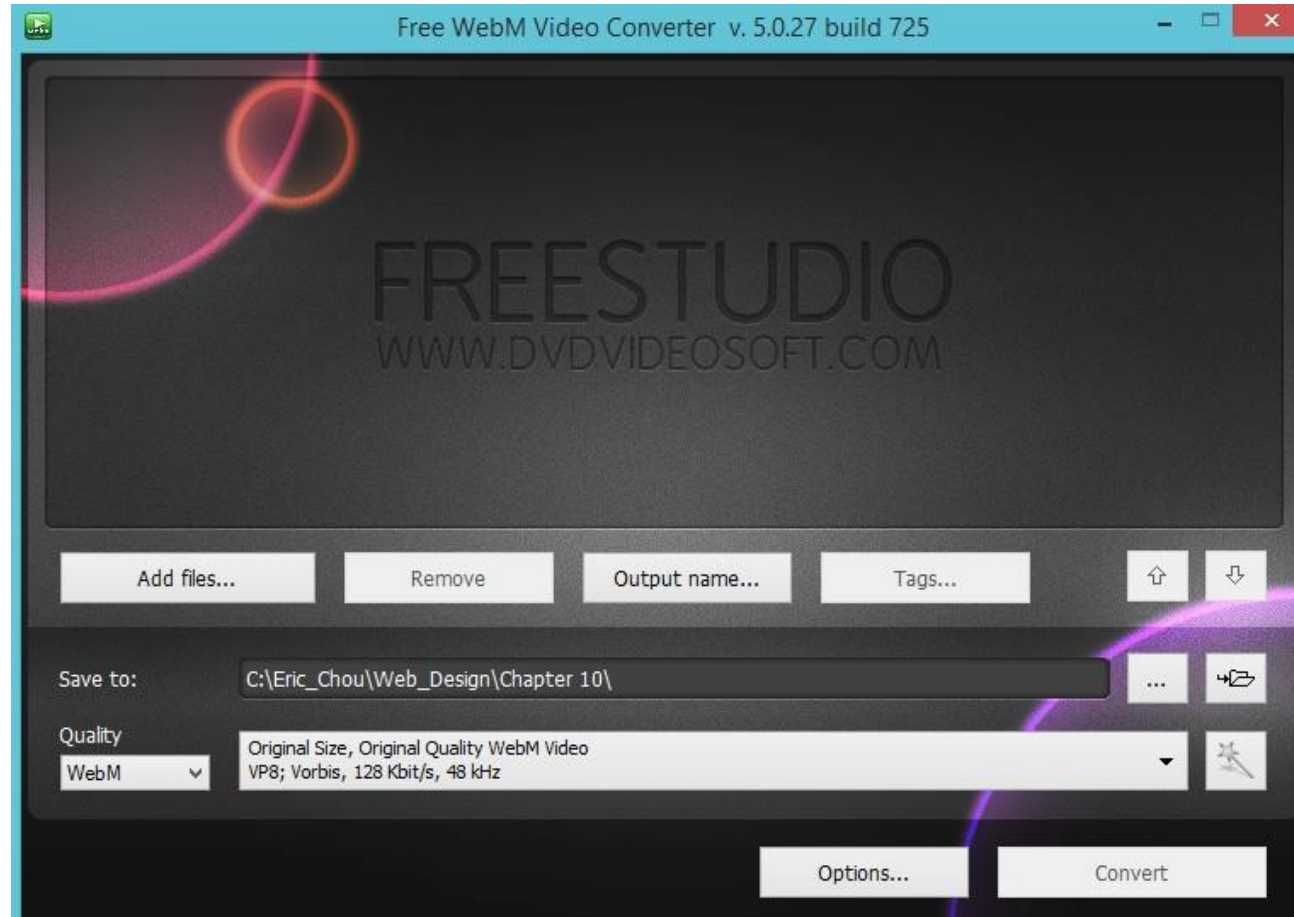 Free WebM Video Converter v. 5.0.27 build 725
FREESTUDIO
WWW.DVDVIDEOSOFT.COM
Add files...
Remove
Output name...
Tags...
Save to:
C:\Eric_Chou\Web_Design\Chapter 10\
...
Quality
WebM
Original Size, Original Quality WebM Video
VP8; Vorbis, 128 Kbit/s, 48 kHz
Options...
Convert